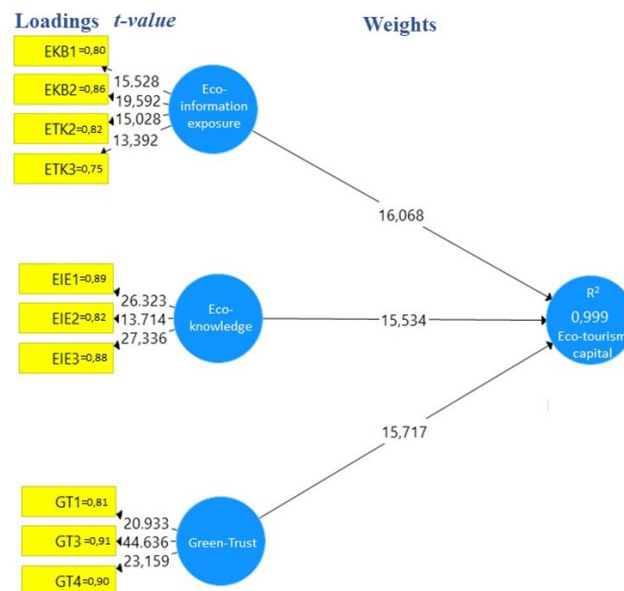 Loadings t-value Weights
EKB1=0,80
EKB2=0,86
ETK2=0,82
ETK3=0,75
15,528
19,592
15,028
13,392
Eco-
information
exposure
16,068
EIE1=0,89
EIE2=0,82
EIE3=0,88
26.323
13.714
27,336
Eco-
knowledge
15,534
R²
0,999
Eco-tourism
capital
15,717
GT1=0,81
GT3=0,91
GT4=0,90
20.933
44.636
23,159
Green-Trust